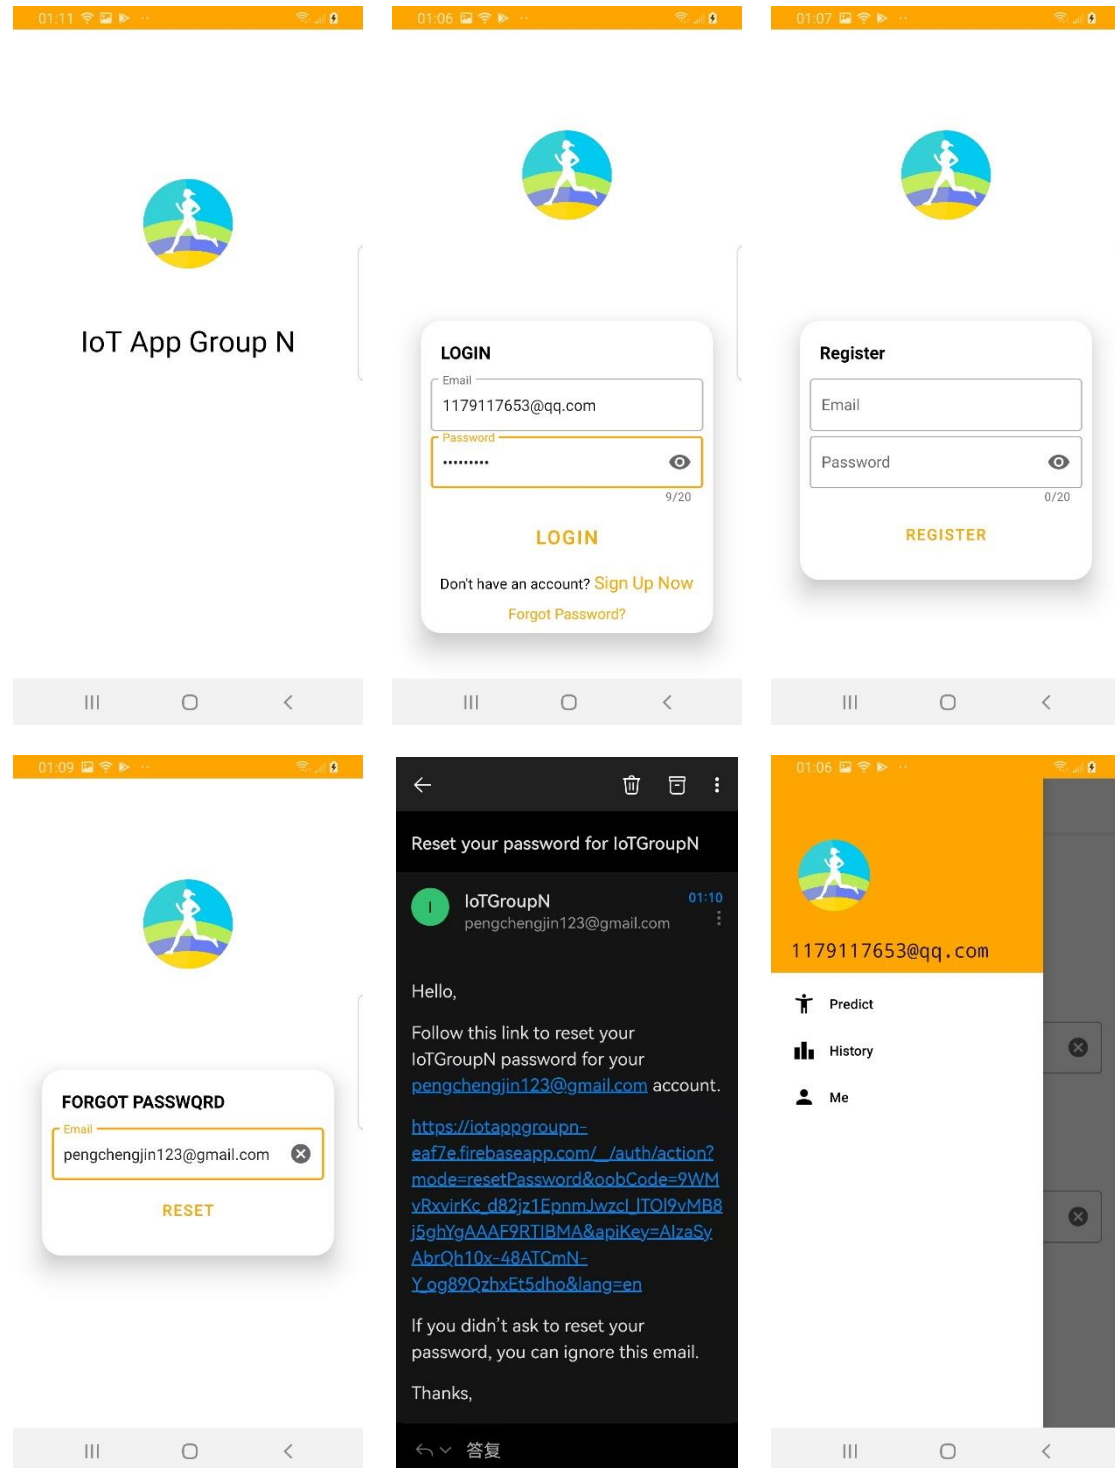 01:11
IoT App Group N
01:06
LOGIN
Email
1179117653@qq.com
Password
•••••••••
9/20
LOGIN
Don't have an account? Sign Up Now
Forgot Password?
01:07
Register
Email
Password
0/20
REGISTER
01:09
FORGOT PASSWQRD
Email
pengchengjin123@gmail.com
RESET
Reset your password for IoTGroupN
I
IoTGroupN
01:10
pengchengjin123@gmail.com
Hello,
Follow this link to reset your
IoTGroupN password for your
pengchengjin123@gmail.com account.
https://iotappgroupn-
eaf7e.firebaseapp.com/__/auth/action?
mode=resetPassword&oobCode=9WM
vRxvirKc_d82jz1EpnmJwzcI_lTOl9vMB8
j5ghYgAAAF9RTIBMA&apiKey=AIzaSy
AbrQh10x-48ATCmN-
Y_og89QzhxEt5dho&lang=en
If you didn't ask to reset your
password, you can ignore this email.
Thanks,
答复
01:06
1179117653@qq.com
Predict
History
Me